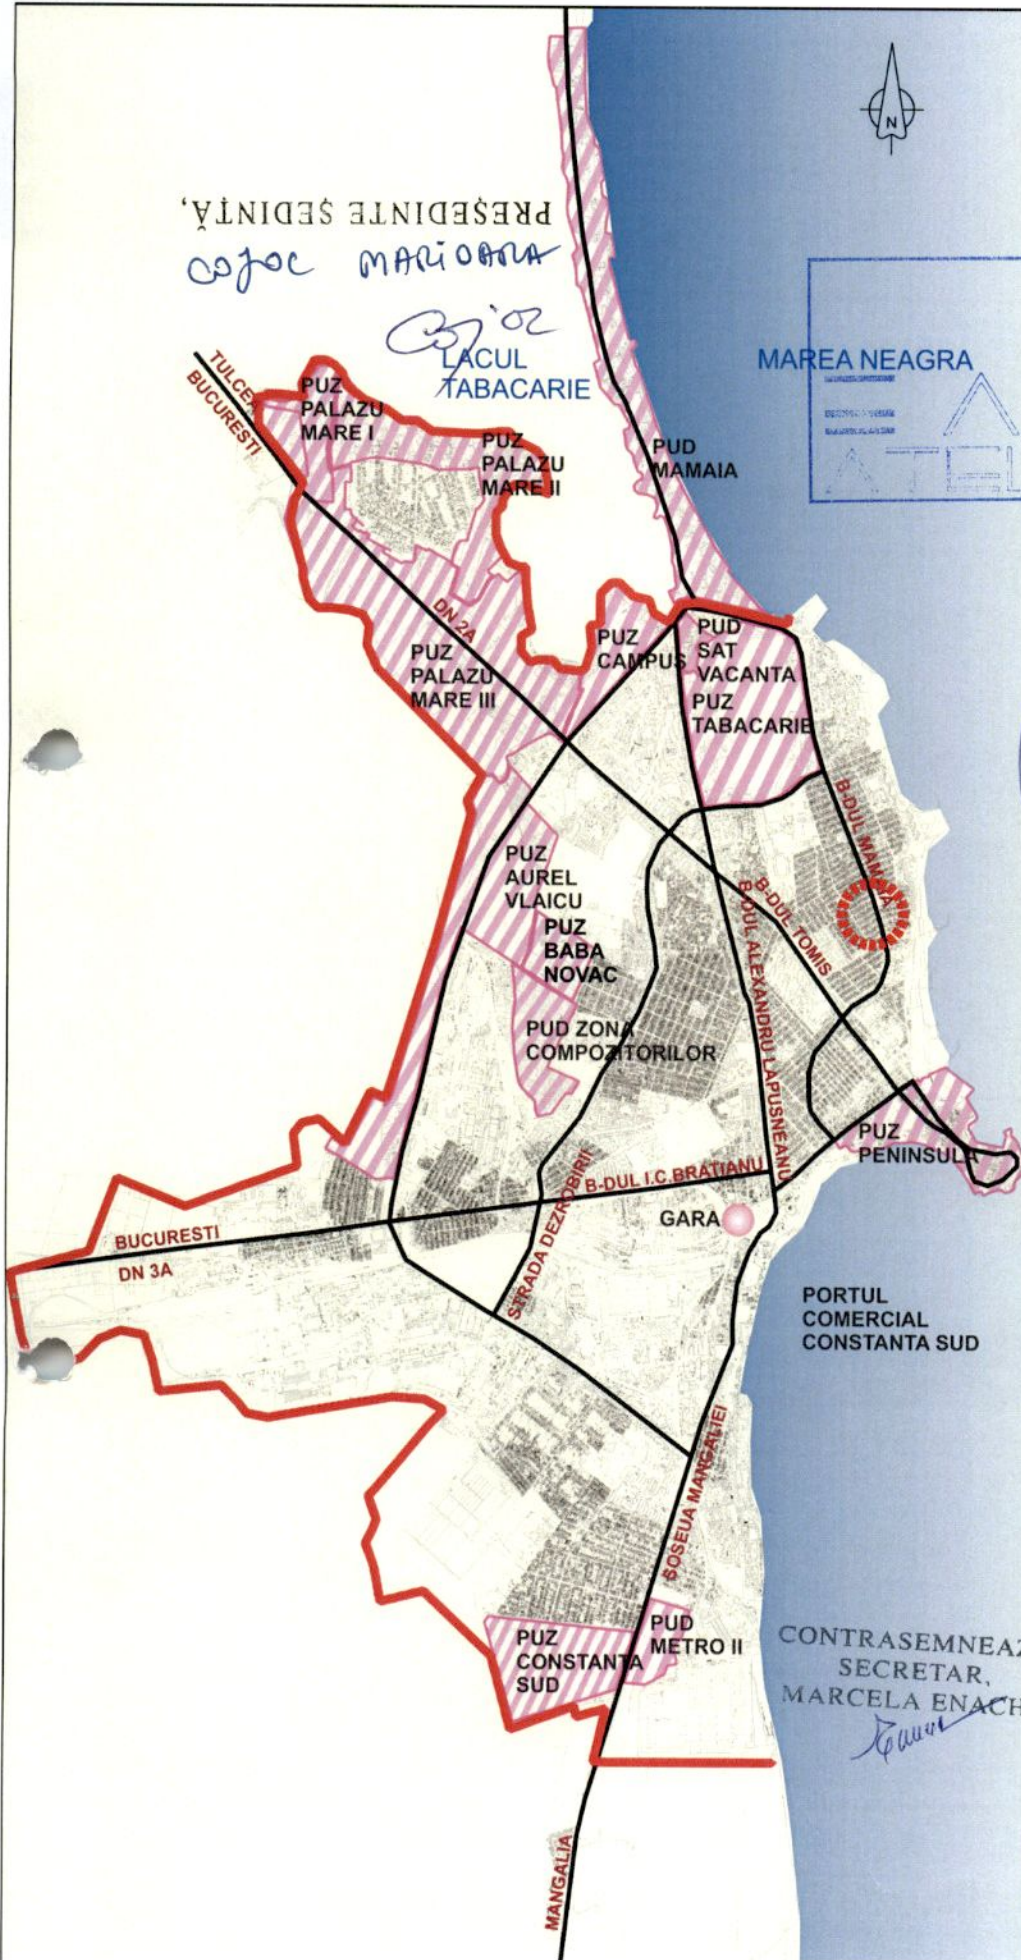 N
PREȘEDINTE ȘEDINȚĂ,
COJOC MARIOARA
LACUL
TABACARIE
MAREA NEAGRA
TULCEA
BUCURESTI
PUZ
PALAZU
MARE I
PUZ
PALAZU
MARE II
PUD
MAMAIA
ATEL
DN 2A
PUZ
PALAZU
MARE III
PUZ
CAMPUS
PUD
SAT
VACANTA
PUZ
TABACARIE
B-DUL MAMAIA
PUZ
AUREL
VLAICU
PUZ
BABA
NOVAC
B-DUL TOMIS
B-DUL ALEXANDRU LAPUSNEANU
PUD ZONA
COMPOZITORILOR
PUZ
PENINSULA
B-DUL I.C.BRATIANU
STRADA DEZROBIRII
GARA
BUCURESTI
DN 3A
PORTUL
COMERCIAL
CONSTANTA SUD
SOSEUA MANGALIEI
PUZ
CONSTANTA
SUD
PUD
METRO II
CONTRASEMNEAZ
SECRETAR,
MARCELA ENACH
MANGALIA